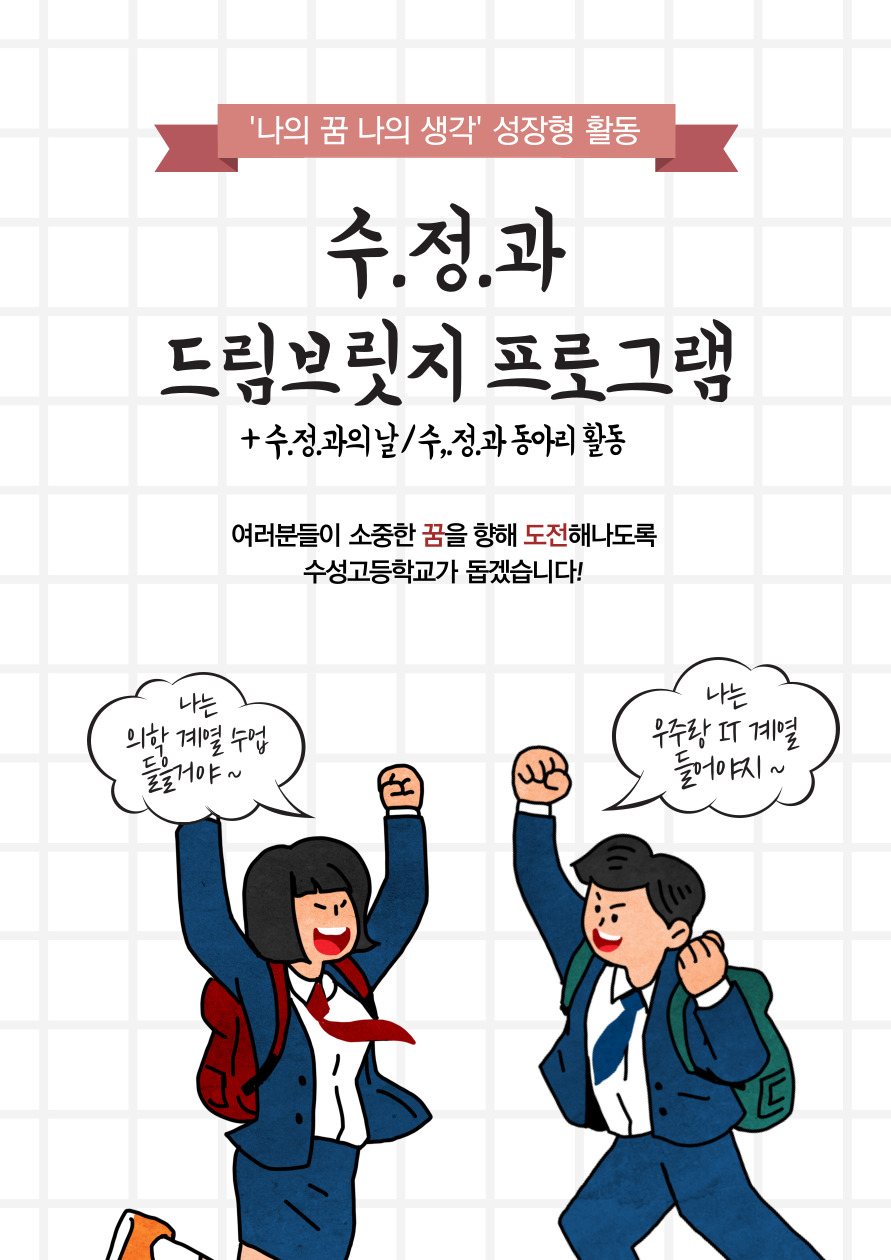 '나의 꿈 나의 생각' 성장형 활동
수.정.과
드림브릿지 프로그램
+ 수.정.과의 날 / 수,.정.과 동아리 활동
여러분들이 소중한 꿈을 향해 도전해나도록
수성고등학교가 돕겠습니다!
나는
의학 계열 수업
들을거야 ~
나는
우주랑 IT 계열
들어야지 ~